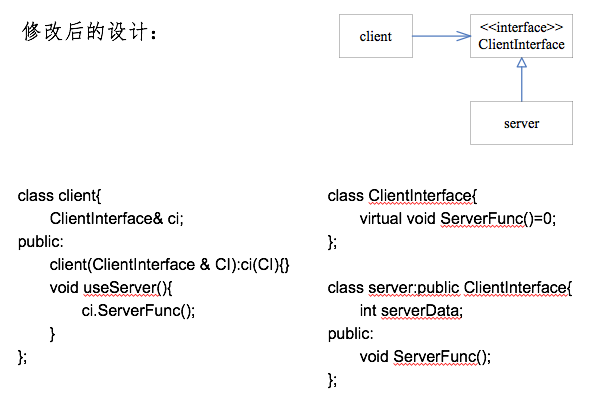 修改后的设计：
client
<<interface>>
ClientInterface
server
class client{
ClientInterface& ci;
public:
client(ClientInterface & CI):ci(CI){}
void useServer(){
ci.ServerFunc();
}
};
class ClientInterface{
virtual void ServerFunc()=0;
};
class server:public ClientInterface{
int serverData;
public:
void ServerFunc();
};